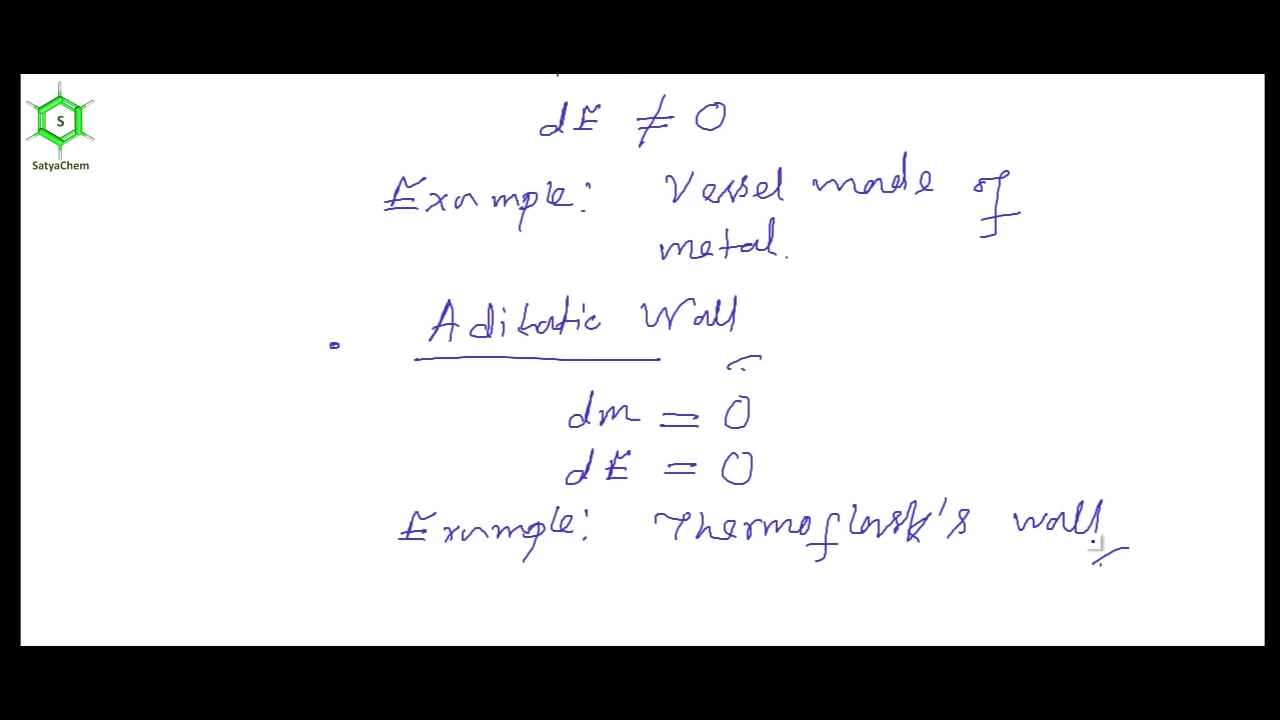 S
SatyaChem
dE ≠ 0
Example: Vessel made of
metal.
Adibatic Wall
dm = 0
dE = 0
Example: Thermoflask's wall